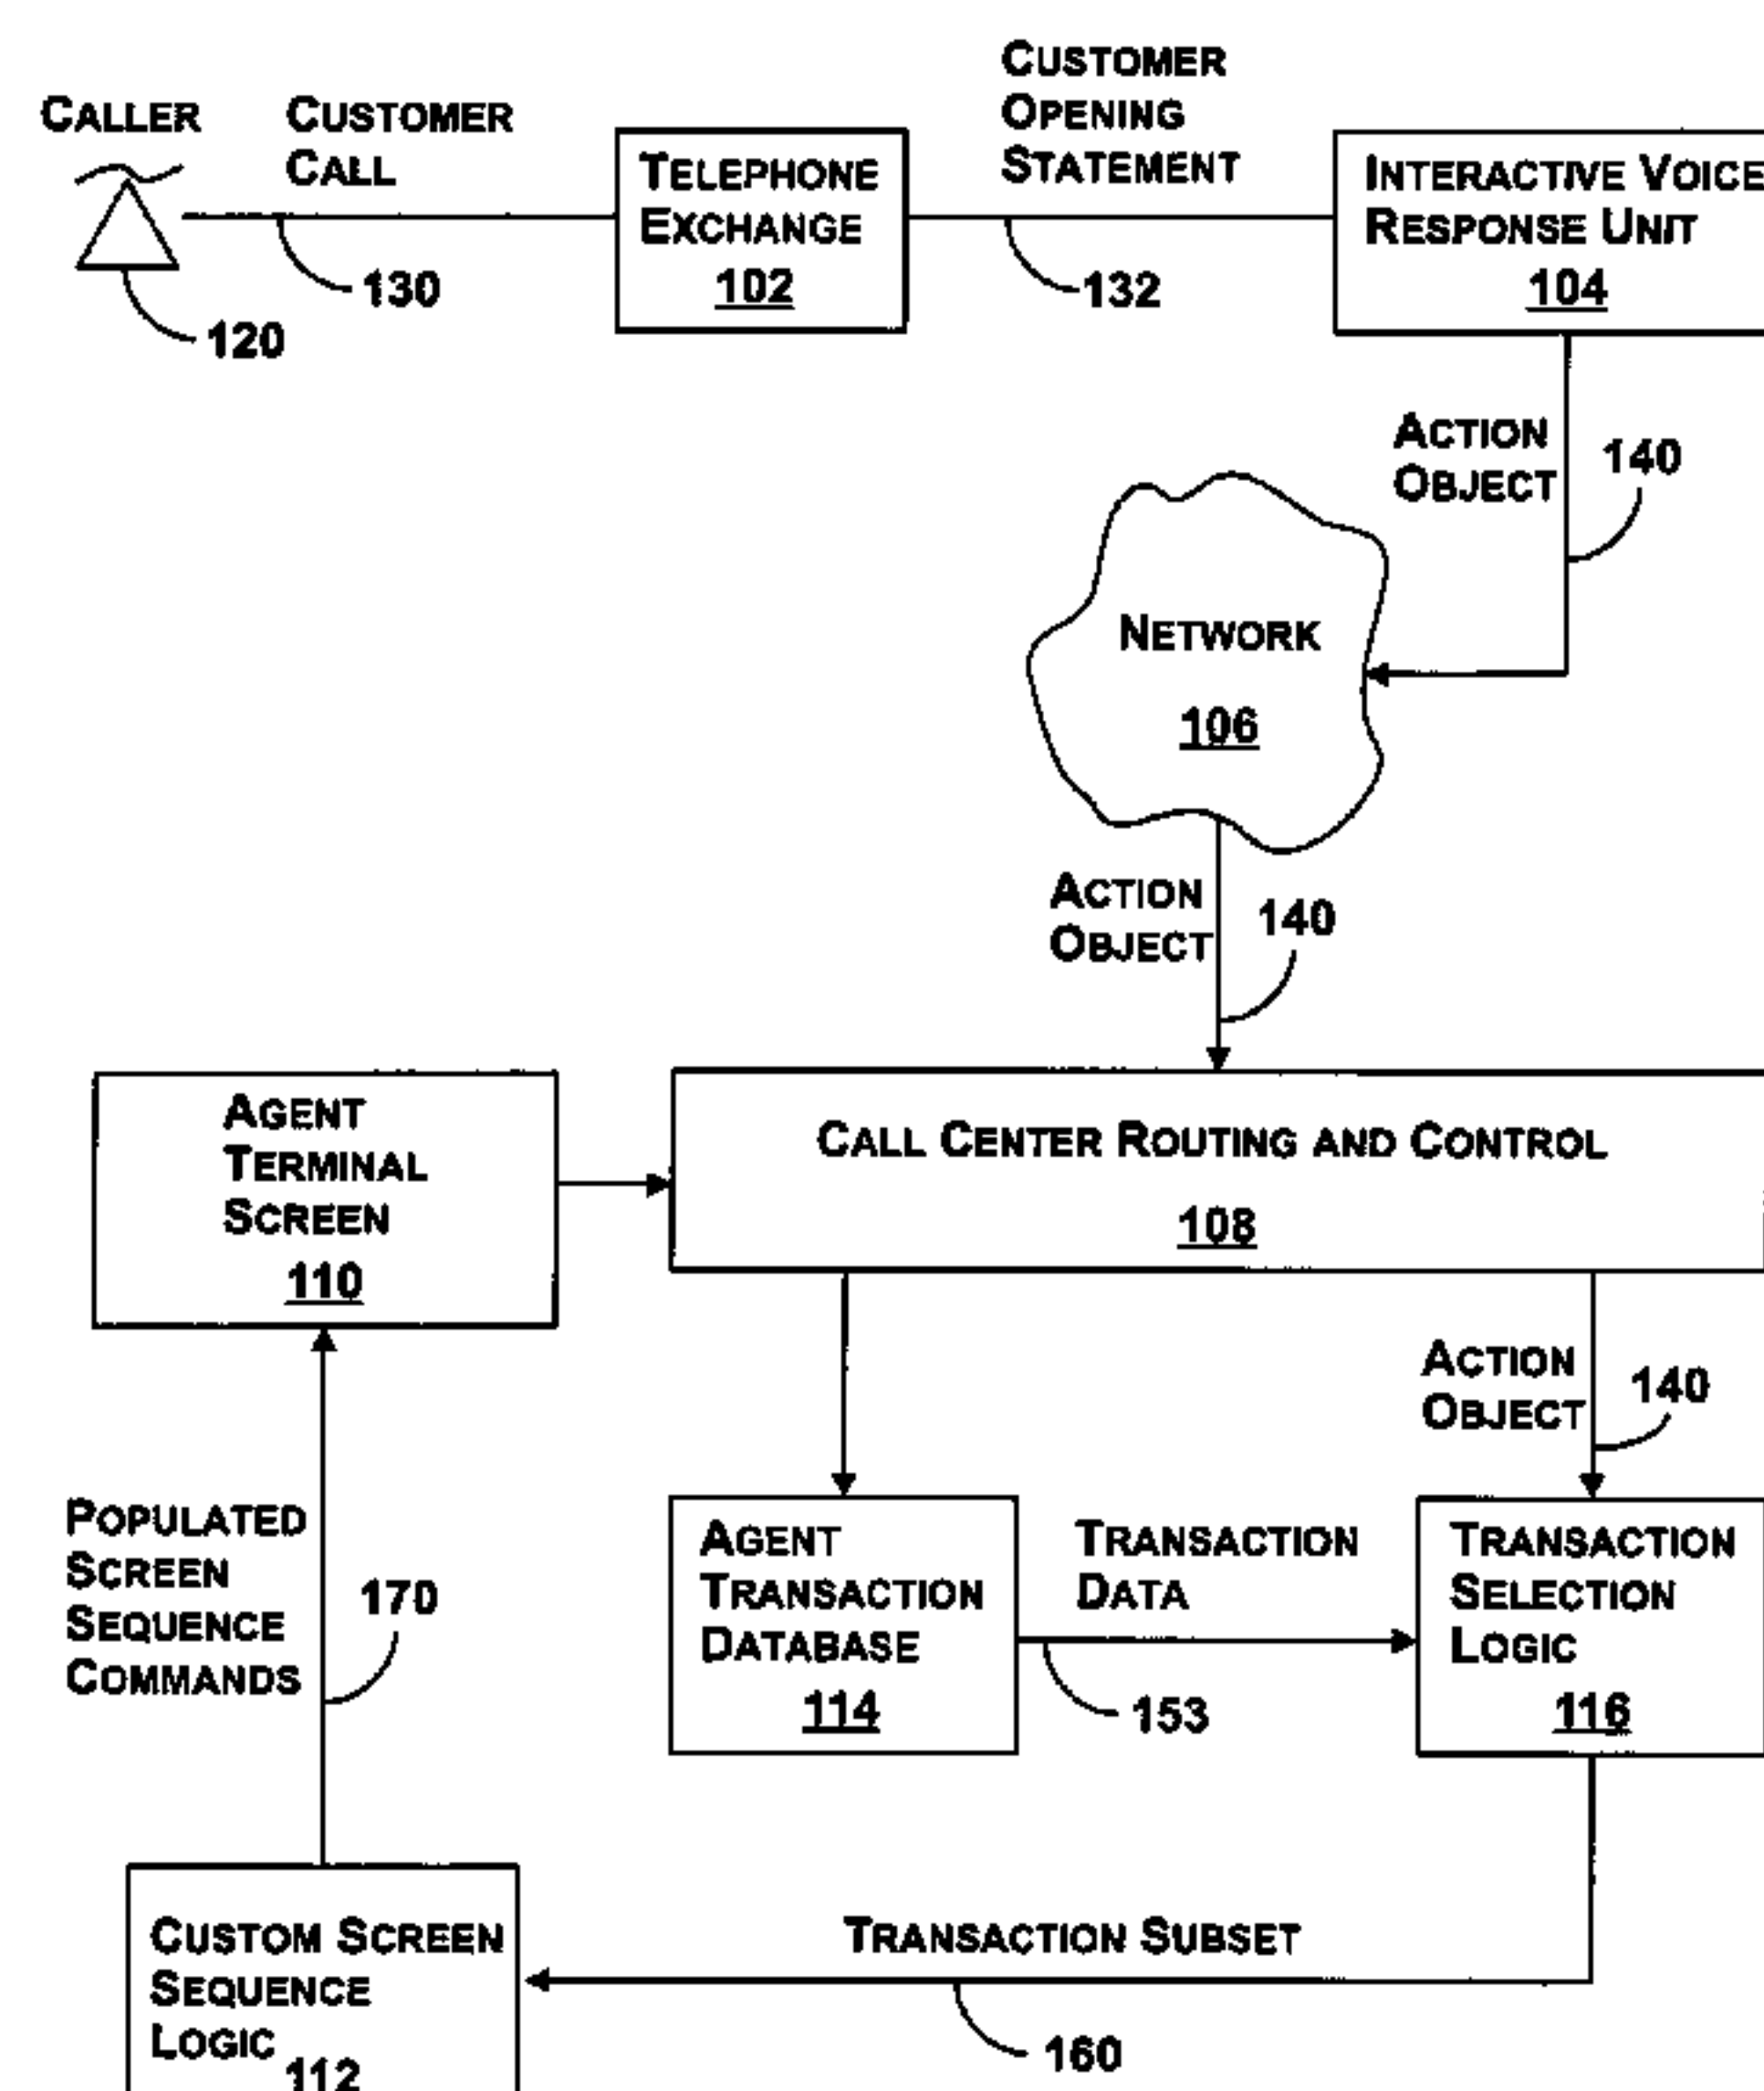 CUSTOMER
OPENING
STATEMENT
CALLER
CUSTOMER
CALL
TELEPHONE
EXCHANGE
102
INTERACTIVE VOICE
RESPONSE UNIT
104
130
132
120
ACTION
OBJECT
140
NETWORK
106
ACTION
OBJECT
140
AGENT
TERMINAL
SCREEN
110
CALL CENTER ROUTING AND CONTROL
108
ACTION
OBJECT
140
POPULATED
SCREEN
SEQUENCE
COMMANDS
170
AGENT
TRANSACTION
DATABASE
114
TRANSACTION
DATA
153
TRANSACTION
SELECTION
LOGIC
116
CUSTOM SCREEN
SEQUENCE
LOGIC
112
TRANSACTION SUBSET
160